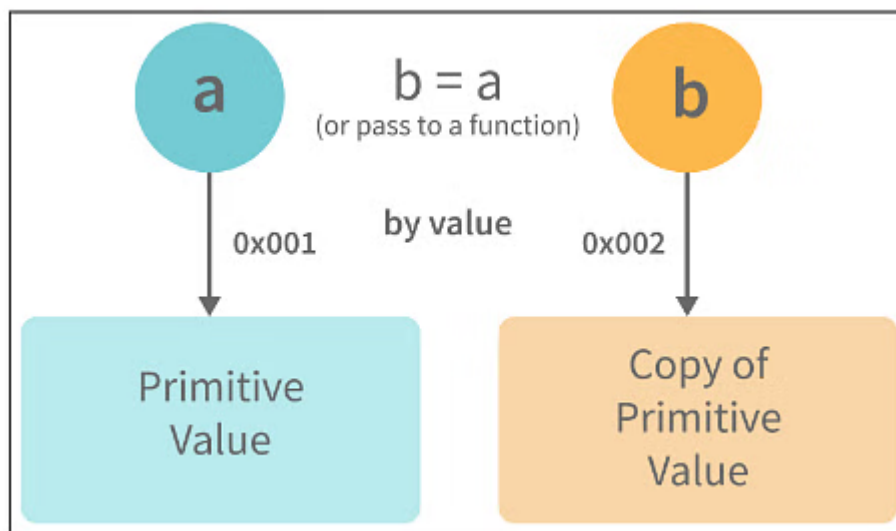 a
b = a
(or pass to a function)
b
by value
0x001
0x002
Primitive
Value
Copy of
Primitive
Value